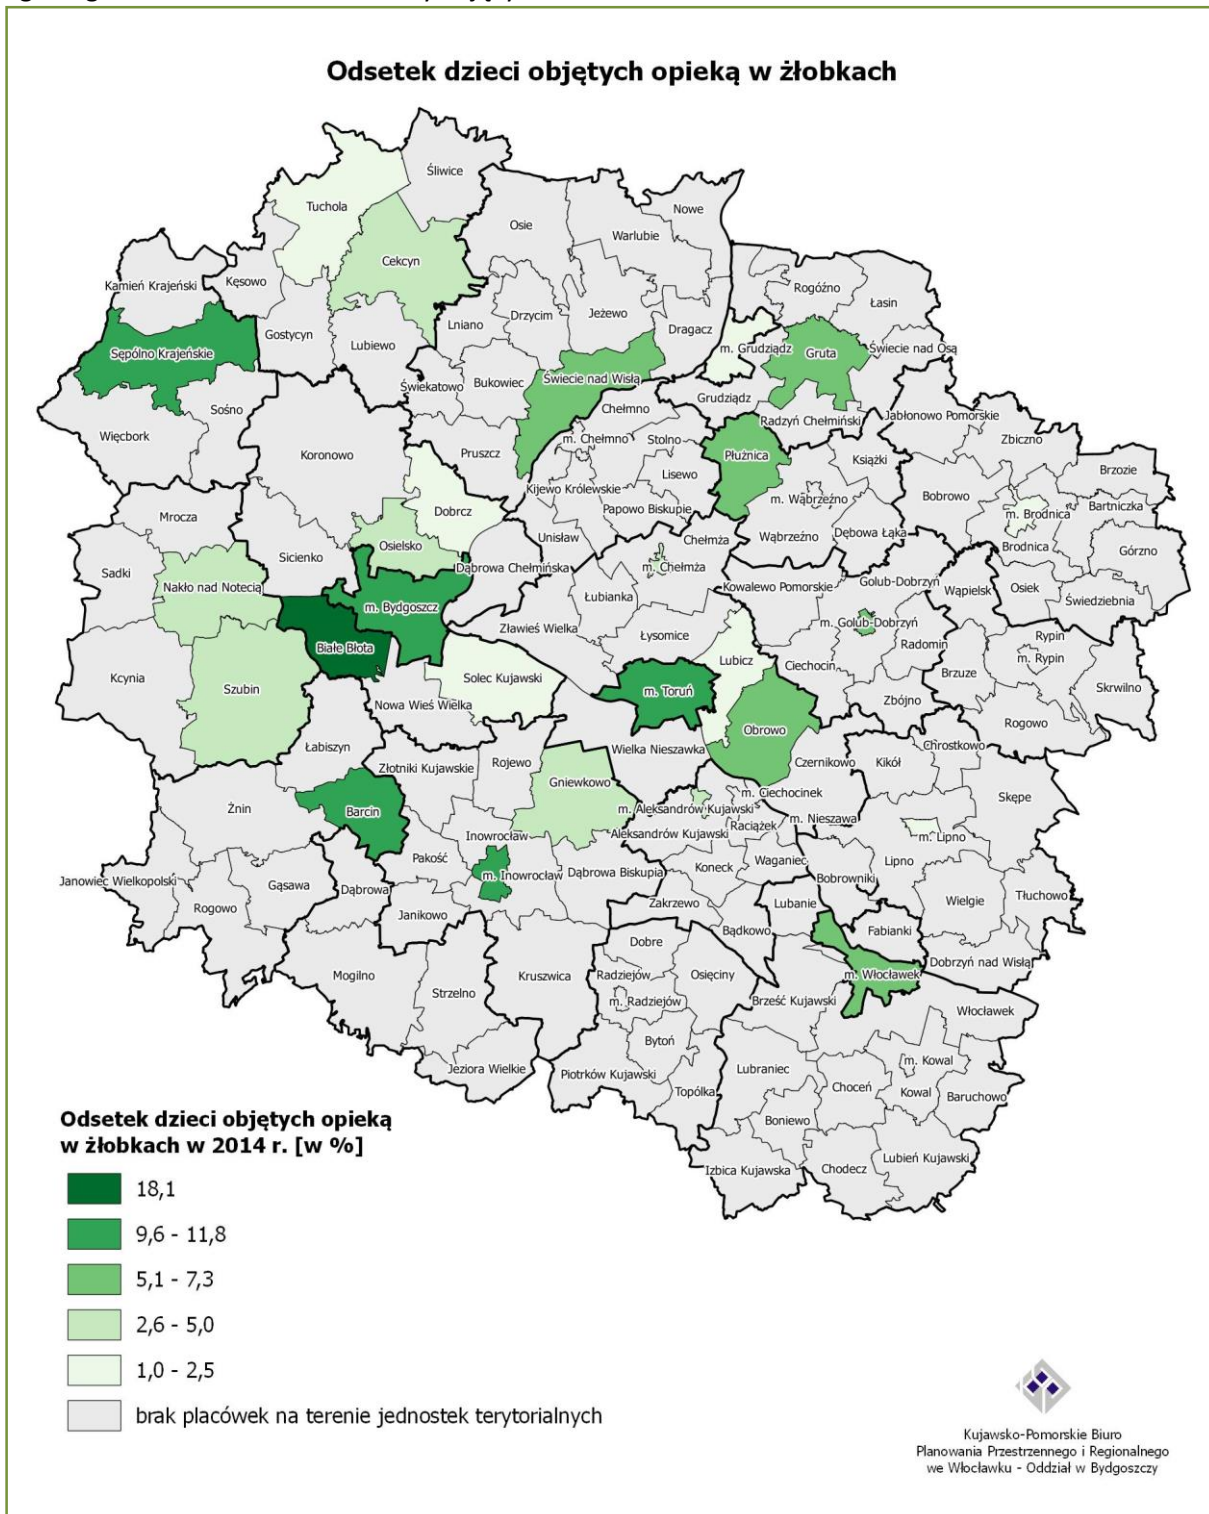 Odsetek dzieci objętych opieką w żłobkach
Śliwice
Tuchola
Nowe
Osie
Warlubie
Cekcyn
Kęsowo
Kamień Krajeński
Rogóźno
Łasin
Drzycim
Jeżewo
Lniano
Dragacz
Gostycyn
Lubiewo
m. Grudziądz
Gruta
Świecie nad Osą
Sępólno Krajeńskie
Świekatowo
Bukowiec
Świecie nad Wisłą
Grudziądz
Sośno
Chełmno
Radzyń Chełmiński
Jabłonowo Pomorskie
Więcbork
m. Chełmno
Stolno
Zbiczno
Koronowo
Pruszcz
Płużnica
Książki
Brzozie
Lisewo
Kijewo Królewskie
m. Wąbrzeźno
Bobrowo
Papowo Biskupie
m. Brodnica
Bartniczka
Mrocza
Dobrcz
Unisław
Chełmża
Wąbrzeźno
Dębowa Łąka
Brodnica
Górzno
Osielsko
Sicienko
Sadki
Nakło nad Notecią
Dąbrowa Chełmińska
m. Chełmża
Kowalewo Pomorskie
Golub-Dobrzyń
Wąpielsk
Osiek
Świedziebnia
m. Bydgoszcz
Łubianka
Zławieś Wielka
Łysomice
m. Golub-Dobrzyń
Radomin
Rypin
m. Rypin
Białe Błota
Lubicz
Ciechocin
Kcynia
Szubin
Solec Kujawski
m. Toruń
Brzuze
Skrwilno
Nowa Wieś Wielka
Zbójno
Obrowo
Rogowo
Łabiszyn
Wielka Nieszawka
Chrostkowo
Złotniki Kujawskie
Rojewo
Czernikowo
Kikół
Gniewkowo
Skępe
m. Ciechocinek
Żnin
Barcin
m. Aleksandrów Kujawski
m. Nieszawa
Inowrocław
Aleksandrów Kujawski
Raciążek
m. Lipno
Pakość
Koneck
Waganiec
Lipno
m. Inowrocław
Dąbrowa Biskupia
Janowiec Wielkopolski
Gąsawa
Dąbrowa
Bobrowniki
Tłuchowo
Rogowo
Janikowo
Zakrzewo
Lubanie
Wielgie
Bądkowo
Fabianki
Dobre
Dobrzyń nad Wisłą
Mogilno
Kruszwica
Radziejów
Osięciny
m. Włocławek
Strzelno
m. Radziejów
Brześć Kujawski
Włocławek
Bytoń
m. Kowal
Jeziora Wielkie
Piotrków Kujawski
Lubraniec
Topólka
Choceń
Kowal
Baruchowo
Boniewo
Lubień Kujawski
Izbica Kujawska
Chodecz
Odsetek dzieci objętych opieką
w żłobkach w 2014 r. [w %]
18,1
9,6 - 11,8
5,1 - 7,3
2,6 - 5,0
1,0 - 2,5
brak placówek na terenie jednostek terytorialnych
Kujawsko-Pomorskie Biuro
Planowania Przestrzennego i Regionalnego
we Włocławku - Oddział w Bydgoszczy